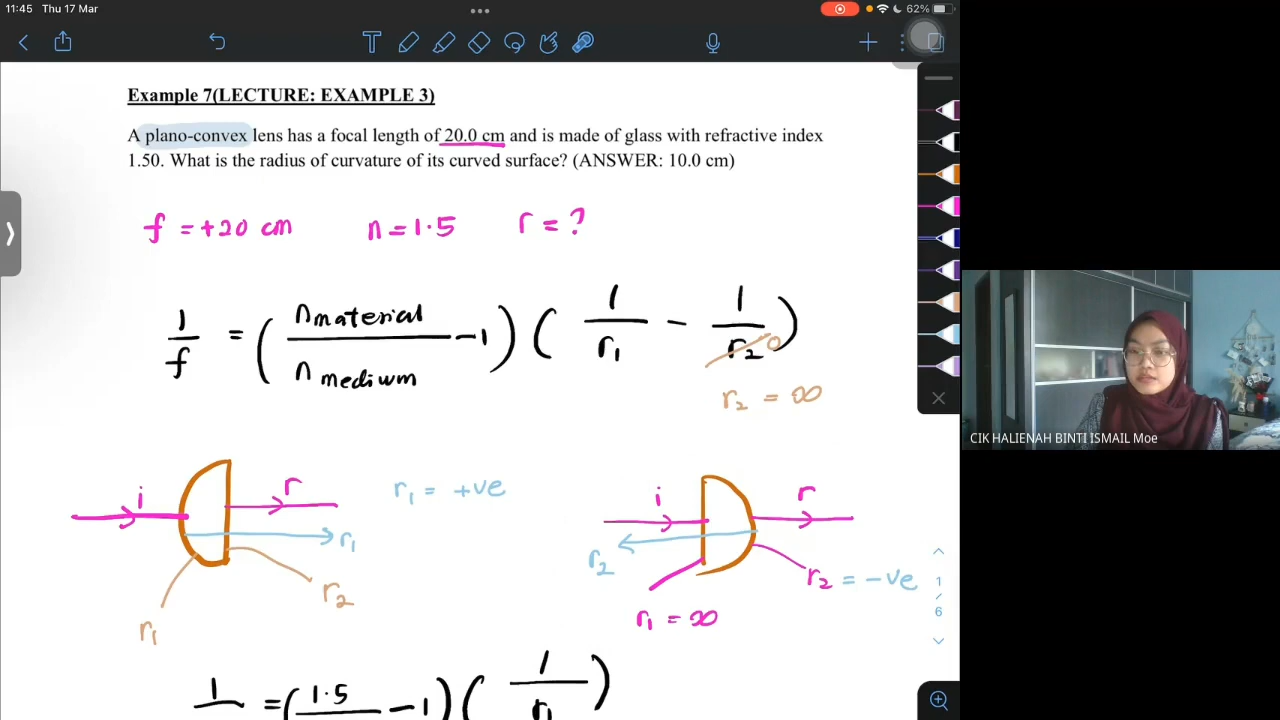 11:45 Thu 17 Mar
62%
Example 7(LECTURE: EXAMPLE 3)
A plano-convex lens has a focal length of 20.0 cm and is made of glass with refractive index
1.50. What is the radius of curvature of its curved surface? (ANSWER: 10.0 cm)
f = +20 cm n = 1.5 r = ?
1/f = (n material / n medium - 1) (1/r₁ - 1/r₂) 0
r₂ = ∞
i r r₁ = +ve
r₁
r₁ r₂
i r
r₂
r₂ = -ve
r₁ = ∞
1 = (1.5 - 1) (1/r₁)
1
/
6
CIK HALIENAH BINTI ISMAIL Moe